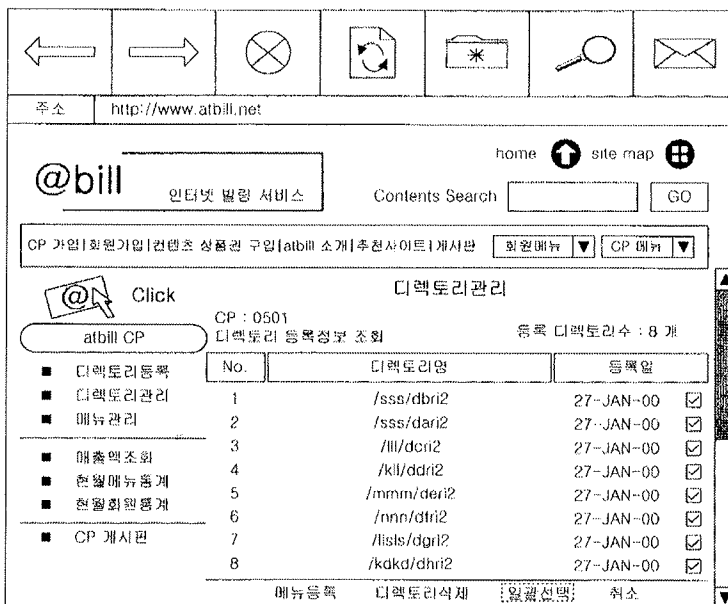 주소 http://www.atbill.net
home site map
@bill 인터넷 빌링 서비스
Contents Search GO
CP 가입|회원가입|컨텐츠 상품권 구입|atbill 소개|추천사이트|게시판 회원메뉴 ▼ CP 메뉴 ▼
@ Click
디렉토리관리
atbill CP
디렉토리등록
디렉토리관리
메뉴관리
매출액조회
현월메뉴통계
현월회원통계
CP 게시판
CP : 0501
디렉토리 등록정보 조회 등록 디렉토리수 : 8 개
No. 디렉토리명 등록일
1 /sss/dbri2 27-JAN-00
2 /sss/dari2 27-JAN-00
3 /lll/dcri2 27-JAN-00
4 /kll/ddri2 27-JAN-00
5 /mmm/deri2 27-JAN-00
6 /nnn/dfri2 27-JAN-00
7 /lisls/dgri2 27-JAN-00
8 /kdkd/dhri2 27-JAN-00
메뉴등록 디렉토리삭제 일괄선택 취소